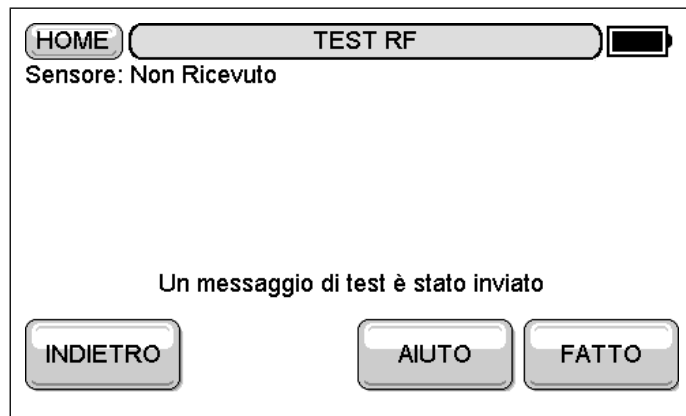 HOME TEST RF
Sensore: Non Ricevuto
Un messaggio di test è stato inviato
INDIETRO AIUTO FATTO